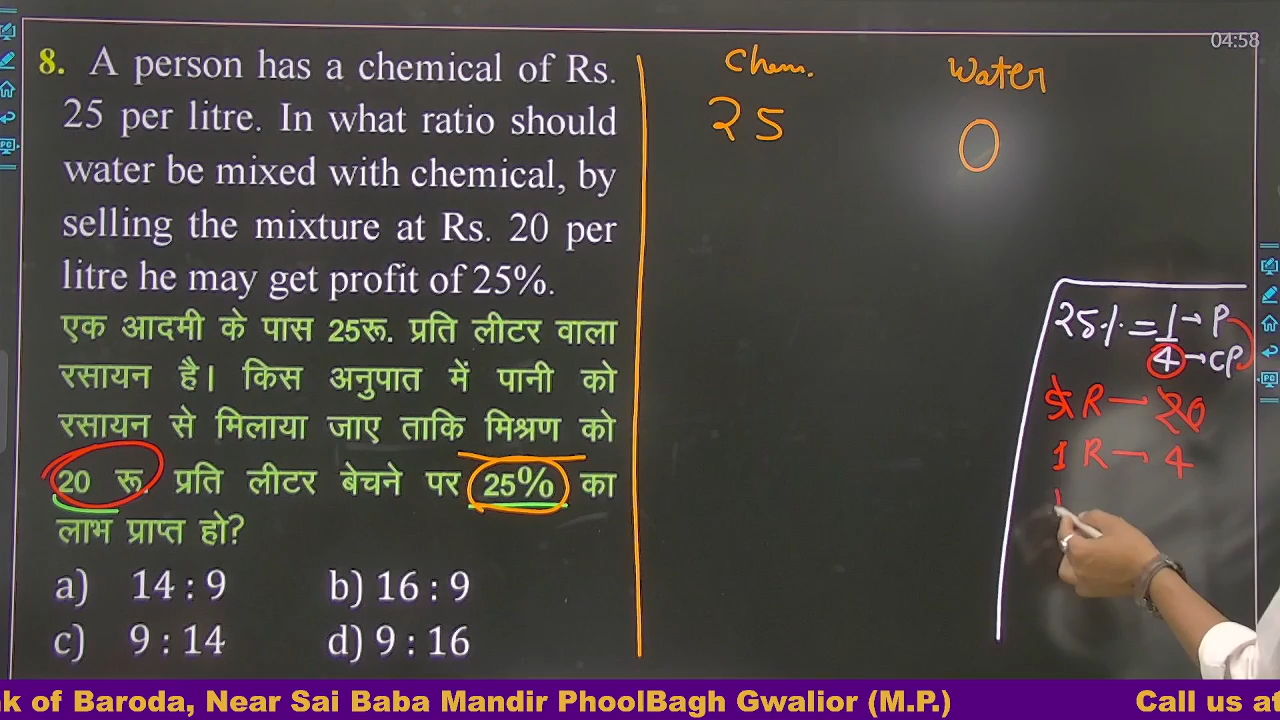 04:58
8. A person has a chemical of Rs.
25 per litre. In what ratio should
water be mixed with chemical, by
selling the mixture at Rs. 20 per
litre he may get profit of 25%.
एक आदमी के पास 25रू. प्रति लीटर वाला
रसायन है। किस अनुपात में पानी को
रसायन से मिलाया जाए ताकि मिश्रण को
20 रू. प्रति लीटर बेचने पर 25% का
लाभ प्राप्त हो?
a) 14 : 9 b) 16 : 9
c) 9 : 14 d) 9 : 16
Chem. Water
25 0
25% = 1 → P
4 → CP
5 R — 20
1 R — 4
nk of Baroda, Near Sai Baba Mandir PhoolBagh Gwalior (M.P.) Call us at